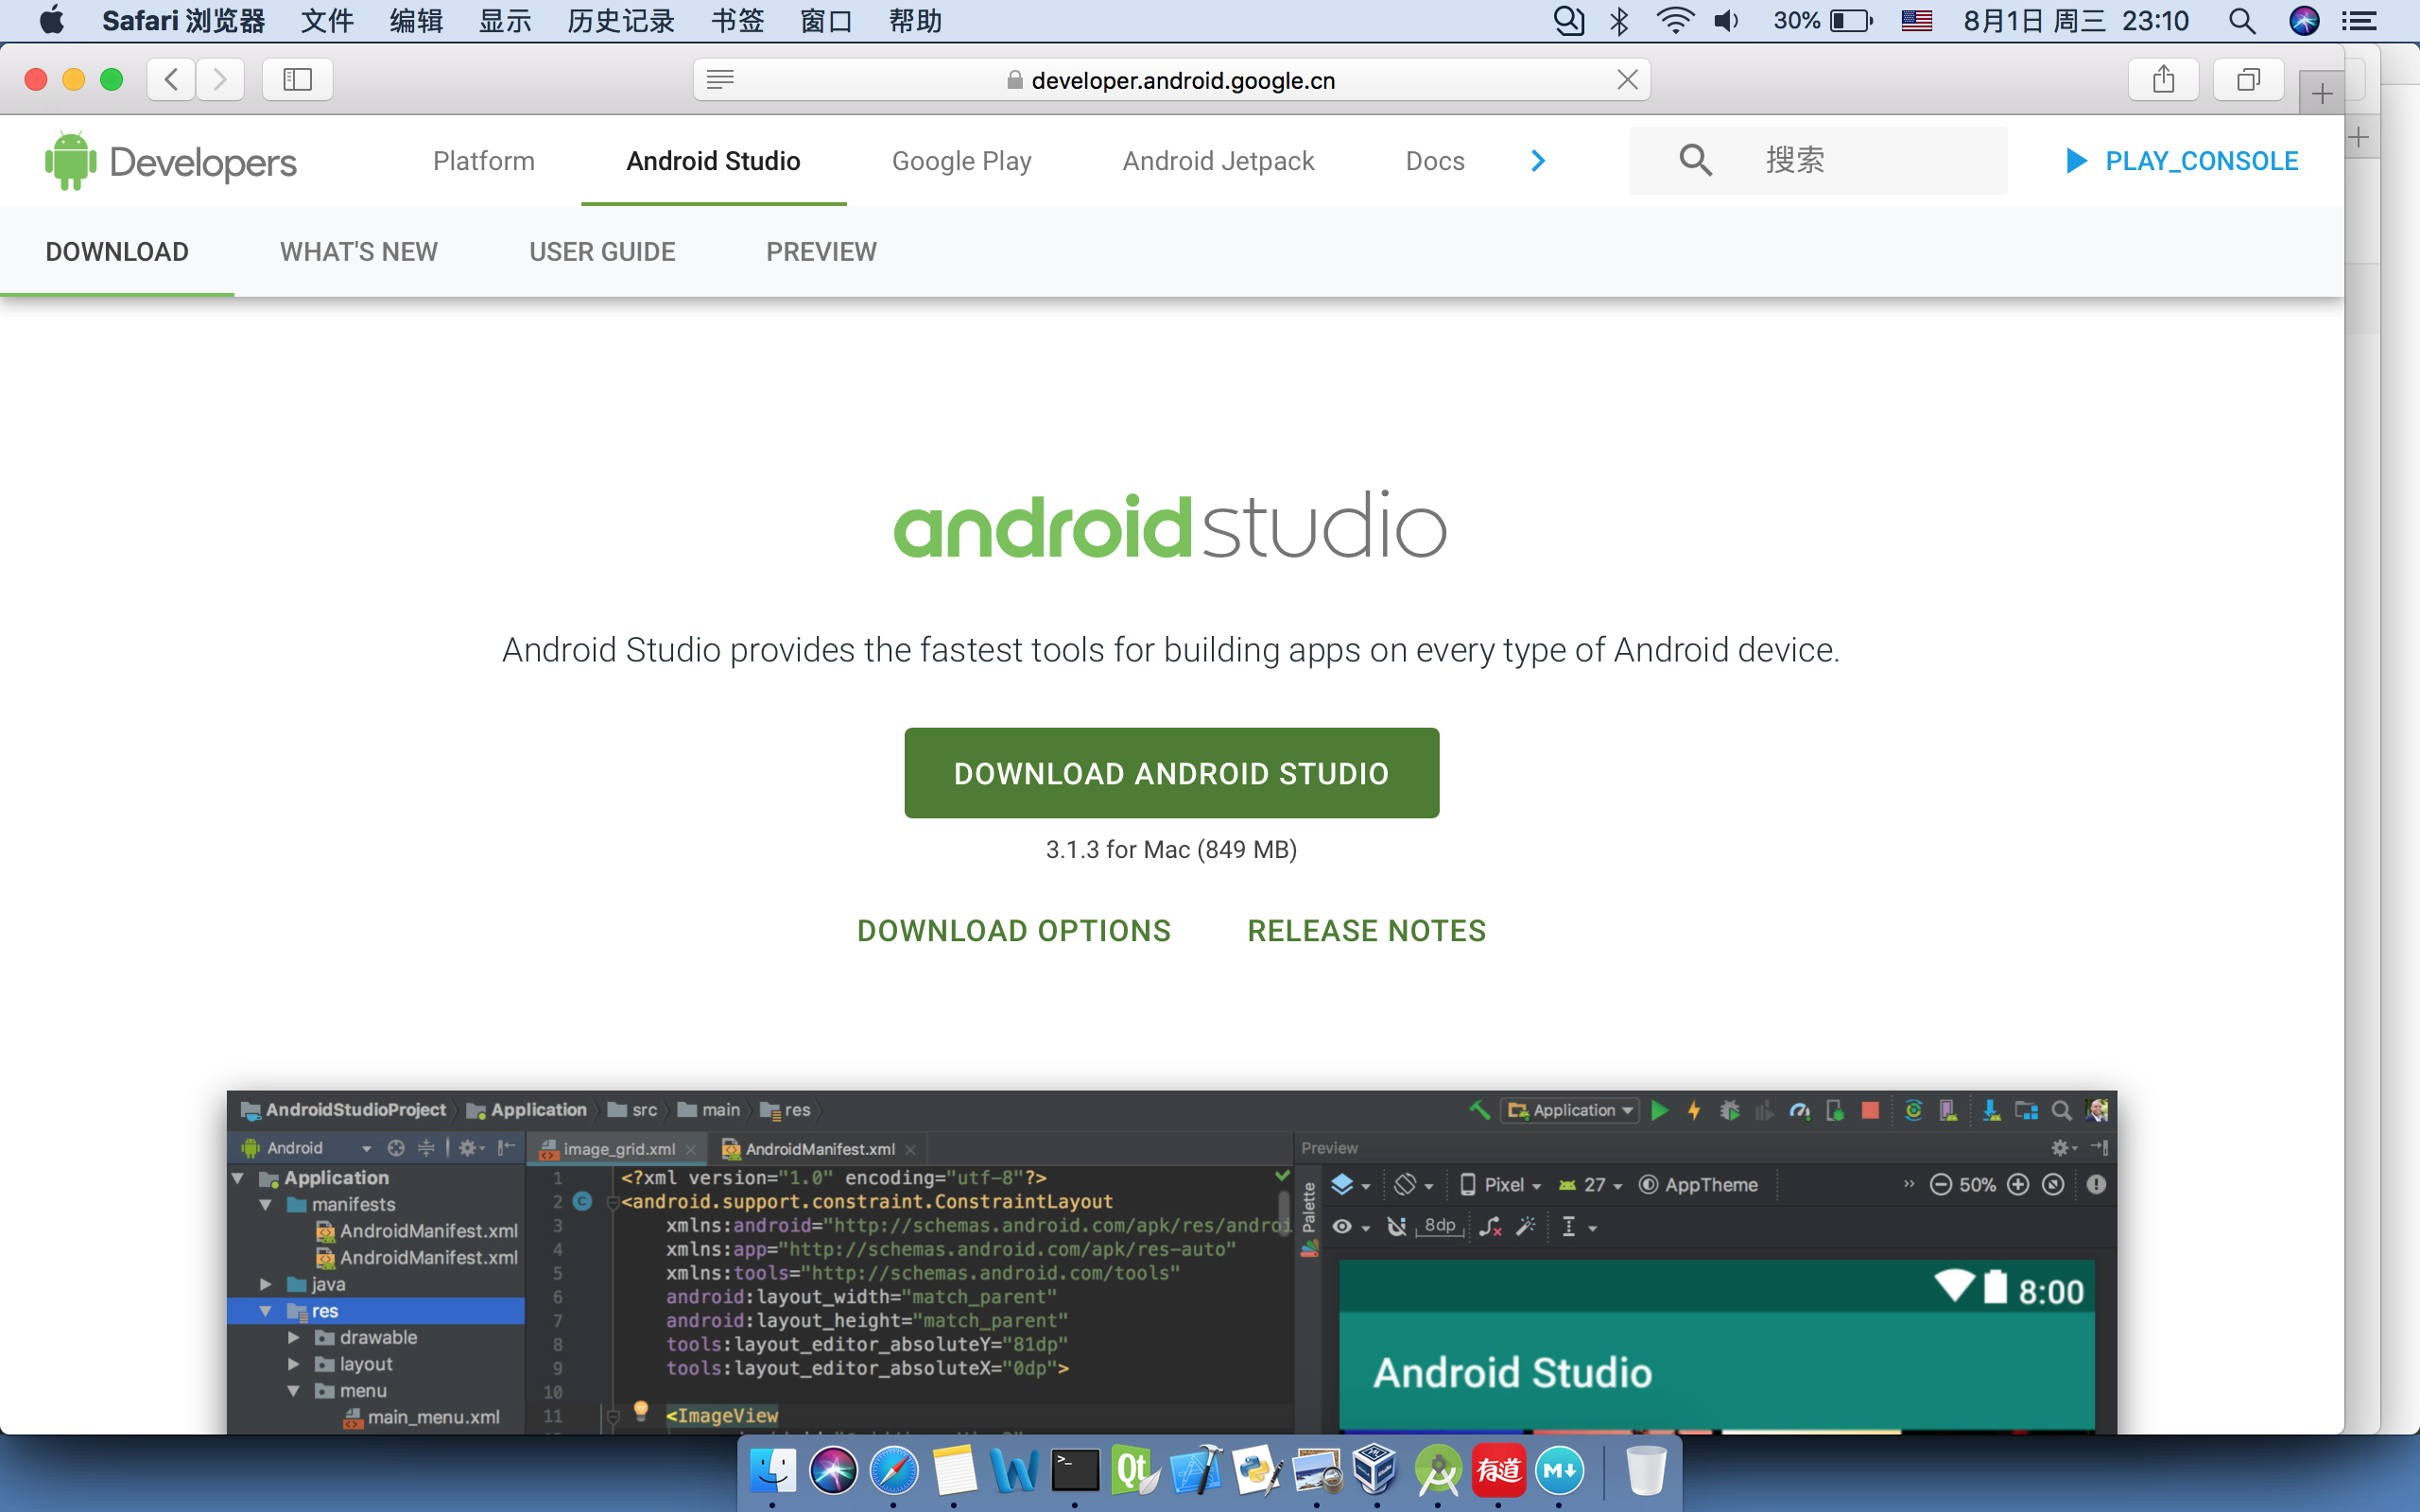 Safari 浏览器 文件 编辑 显示 历史记录 书签 窗口 帮助 30% 8月1日 周三 23:10
developer.android.google.cn
Developers Platform Android Studio Google Play Android Jetpack Docs 搜索 PLAY_CONSOLE
DOWNLOAD WHAT'S NEW USER GUIDE PREVIEW
androidstudio
Android Studio provides the fastest tools for building apps on every type of Android device.
DOWNLOAD ANDROID STUDIO
3.1.3 for Mac (849 MB)
DOWNLOAD OPTIONS RELEASE NOTES
AndroidStudioProject Application src main res Application
Android image_grid.xml AndroidManifest.xml Preview
Application
manifests
AndroidManifest.xml
AndroidManifest.xml
java
res
drawable
layout
menu
main_menu.xml
1 <?xml version="1.0" encoding="utf-8"?>
2 <android.support.constraint.ConstraintLayout
3 xmlns:android="http://schemas.android.com/apk/res/androi
4 xmlns:app="http://schemas.android.com/apk/res-auto"
5 xmlns:tools="http://schemas.android.com/tools"
6 android:layout_width="match_parent"
7 android:layout_height="match_parent"
8 tools:layout_editor_absoluteY="81dp"
9 tools:layout_editor_absoluteX="0dp">
10
11 <ImageView
Palette
Pixel 27 AppTheme 50%
8dp
8:00
Android Studio
W >_ Qt 有道 M